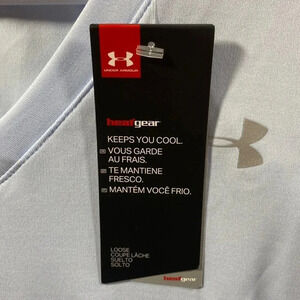 UNDER ARMOUR
heatgear
KEEPS YOU COOL.
VOUS GARDE
AU FRAIS.
TE MANTIENE
FRESCO.
MANTÉM VOCÊ FRIO.
LOOSE
COUPE LÂCHE
SUELTO
SOLTO
heatgear